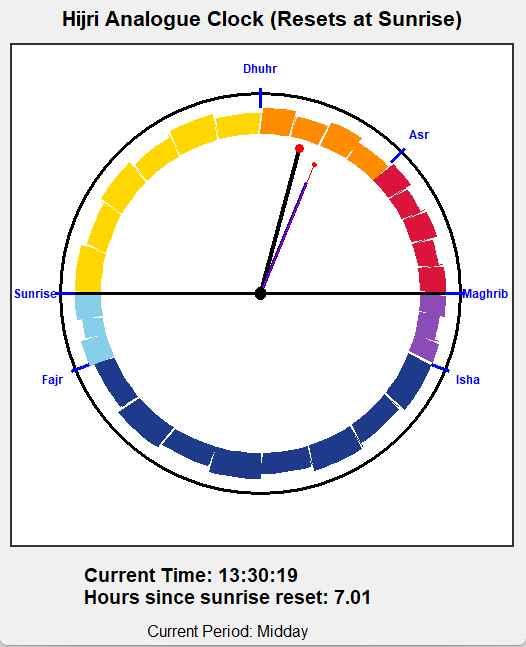 Hijri Analogue Clock (Resets at Sunrise)
Dhuhr
Asr
Sunrise
Maghrib
Fajr
Isha
Current Time: 13:30:19
Hours since sunrise reset: 7.01
Current Period: Midday